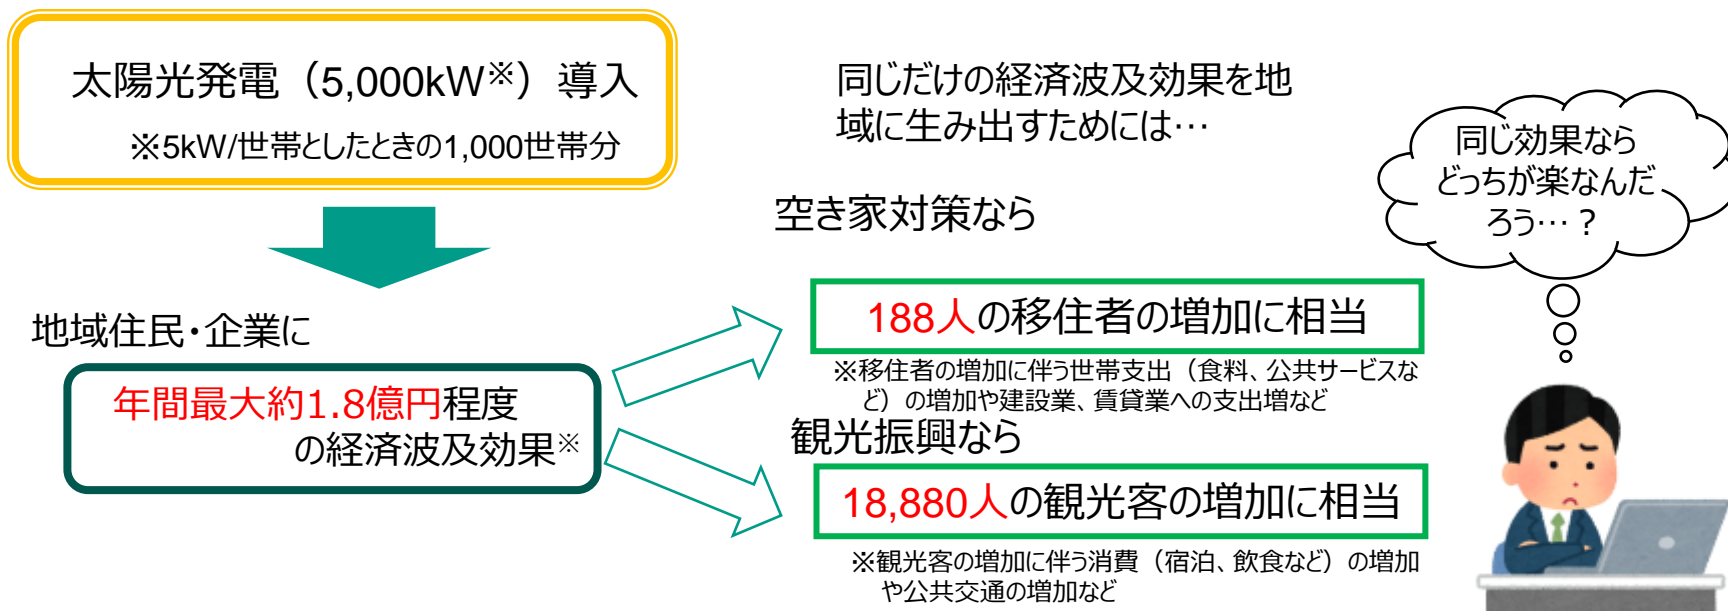 太陽光発電（5,000kW※）導入
※5kW/世帯としたときの1,000世帯分
地域住民・企業に
年間最大約1.8億円程度
の経済波及効果※
同じだけの経済波及効果を地
域に生み出すためには…
空き家対策なら
188人の移住者の増加に相当
※移住者の増加に伴う世帯支出（食料、公共サービスな
ど）の増加や建設業、賃貸業への支出増など
観光振興なら
18,880人の観光客の増加に相当
※観光客の増加に伴う消費（宿泊、飲食など）の増加
や公共交通の増加など
同じ効果なら
どっちが楽なんだ
ろう…？